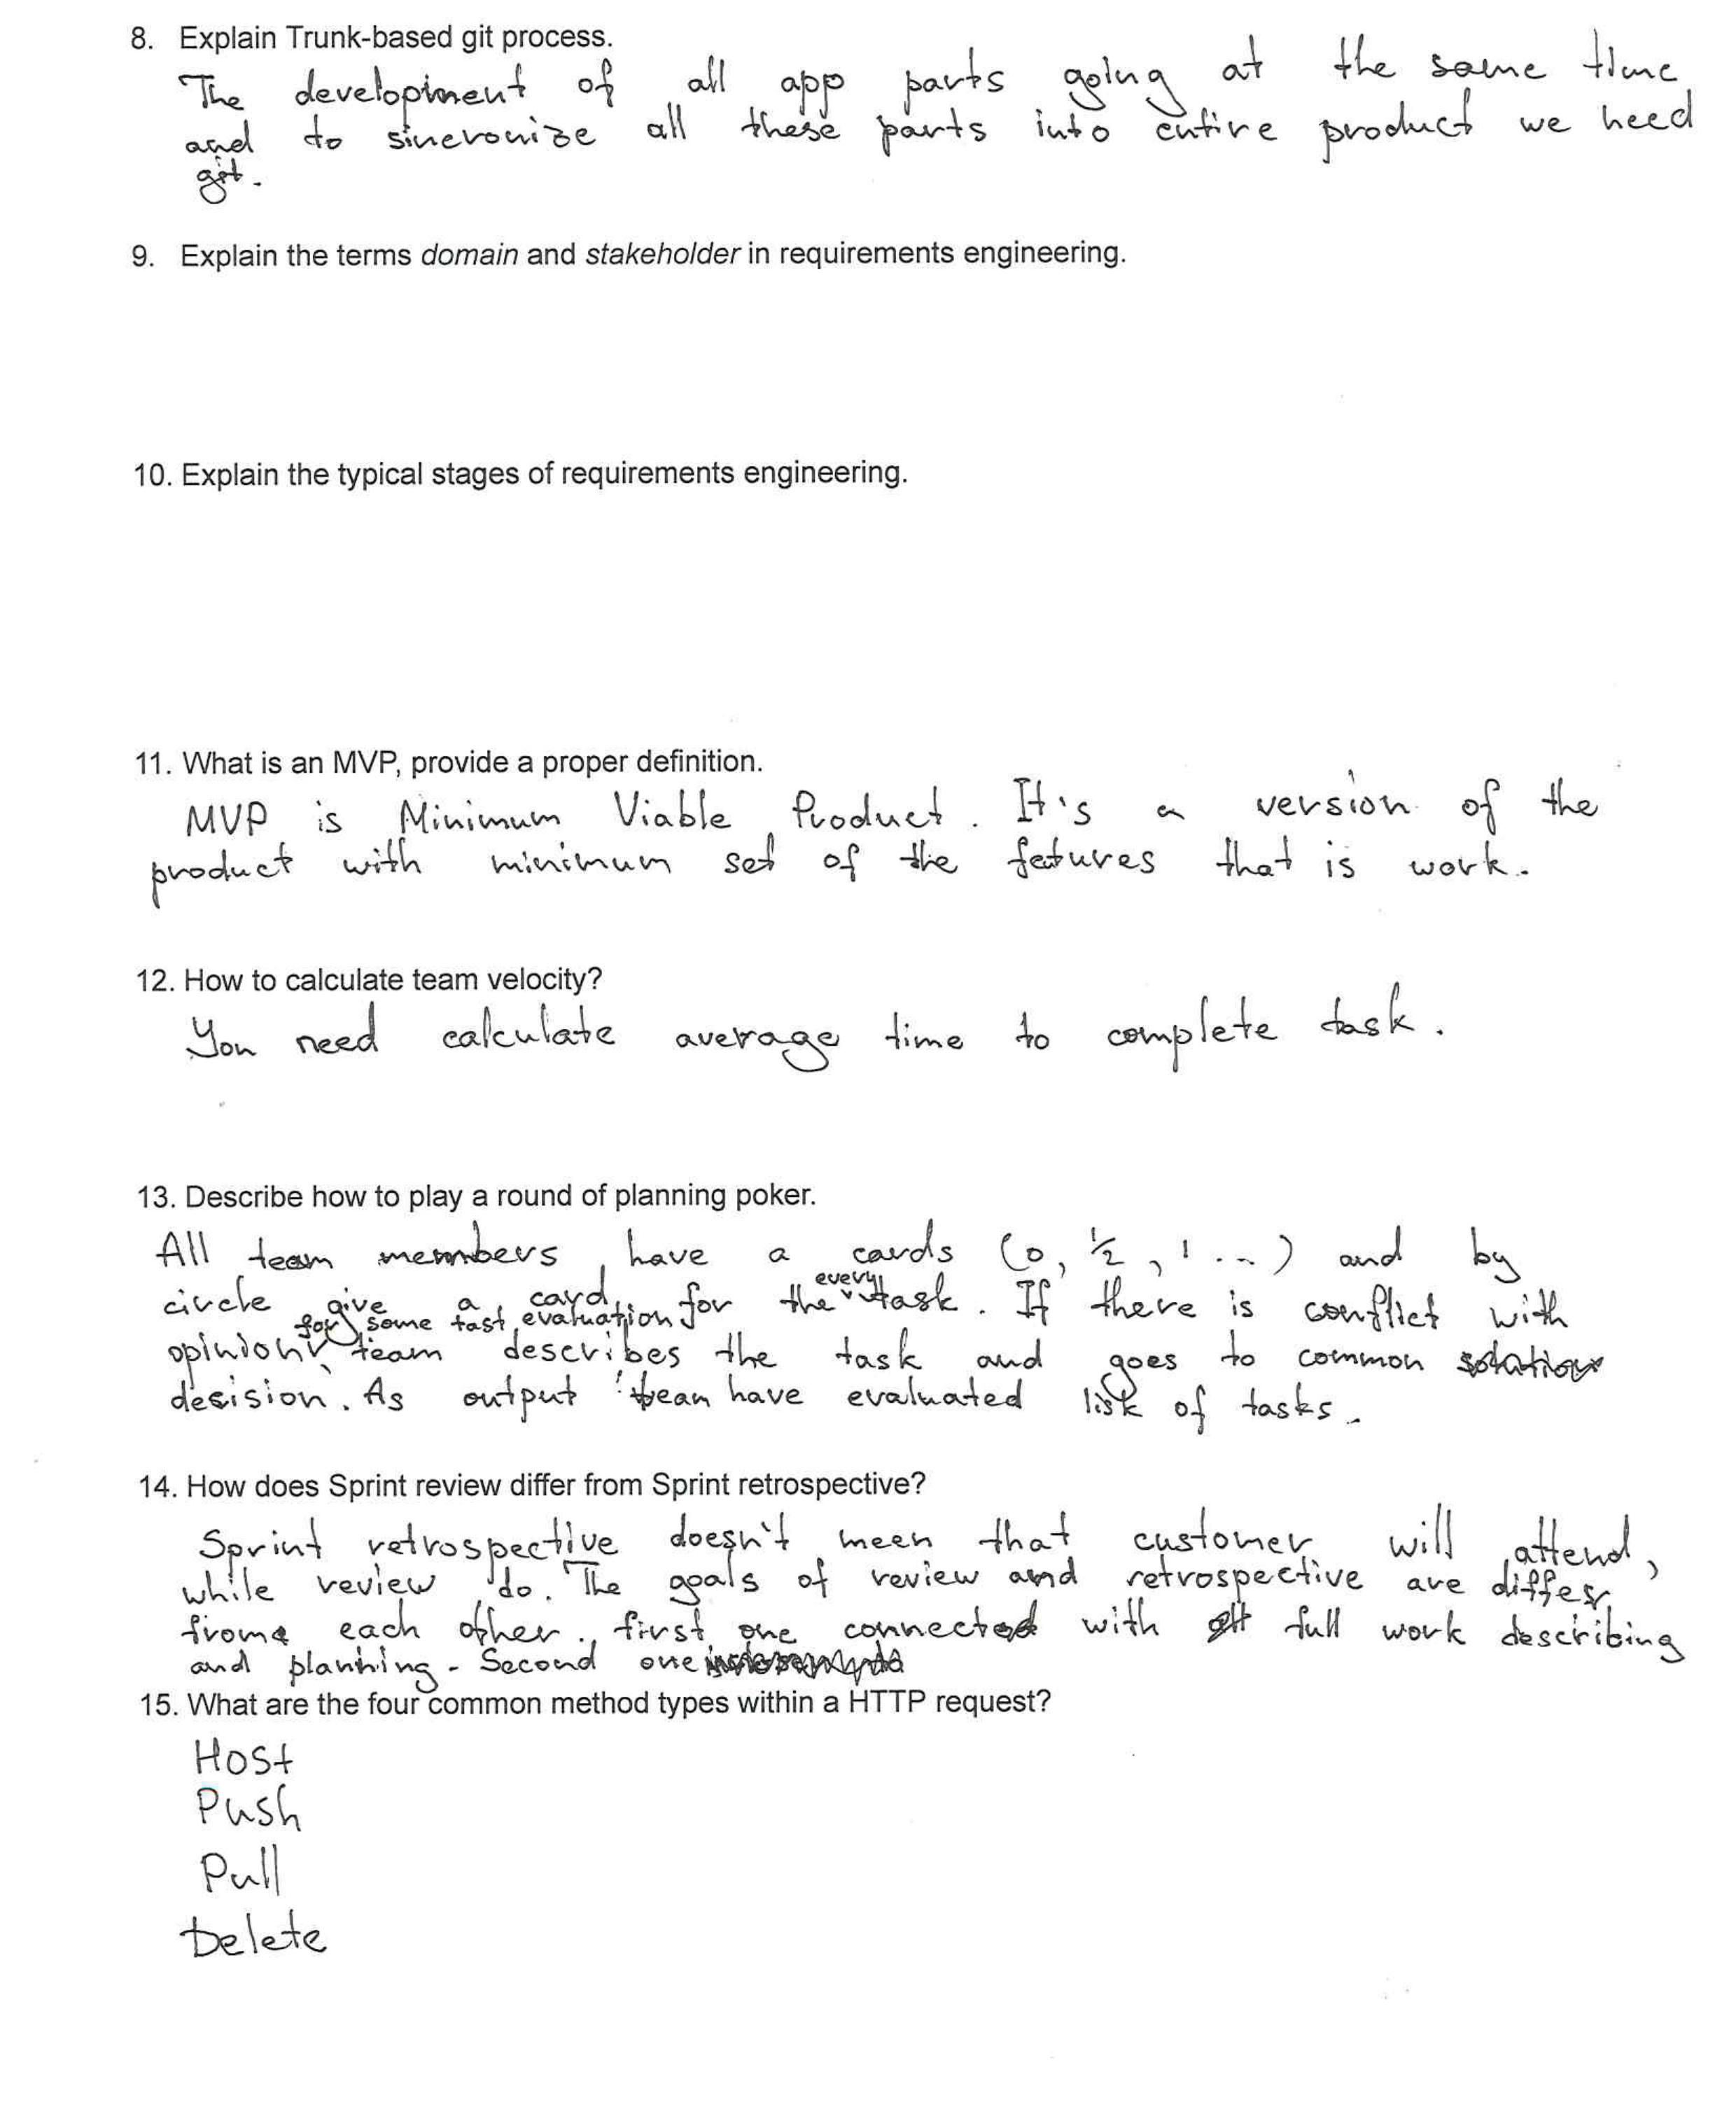 8. Explain Trunk-based git process.
The development of all app parts going at the same time
and to sincronize all these parts into entire product we need
git.
9. Explain the terms domain and stakeholder in requirements engineering.
10. Explain the typical stages of requirements engineering.
11. What is an MVP, provide a proper definition.
MVP is Minimum Viable Product. It's a version of the
product with minimum set of the features that is work.
12. How to calculate team velocity?
You need calculate average time to complete task.
13. Describe how to play a round of planning poker.
All team members have a cards (0, 1/2, 1 ...) and by
every
circle give a card for the task. If there is conflict with
for some task evaluation
opinion team describes the task and goes to common
decision. As output team have evaluated list of tasks.
14. How does Sprint review differ from Sprint retrospective?
Sprint retrospective doesn't meen that customer will attend,
while review do. The goals of review and retrospective are differ
from each other. first one connected with full work describing
and planning. Second one
15. What are the four common method types within a HTTP request?
Host
Push
Pull
Delete